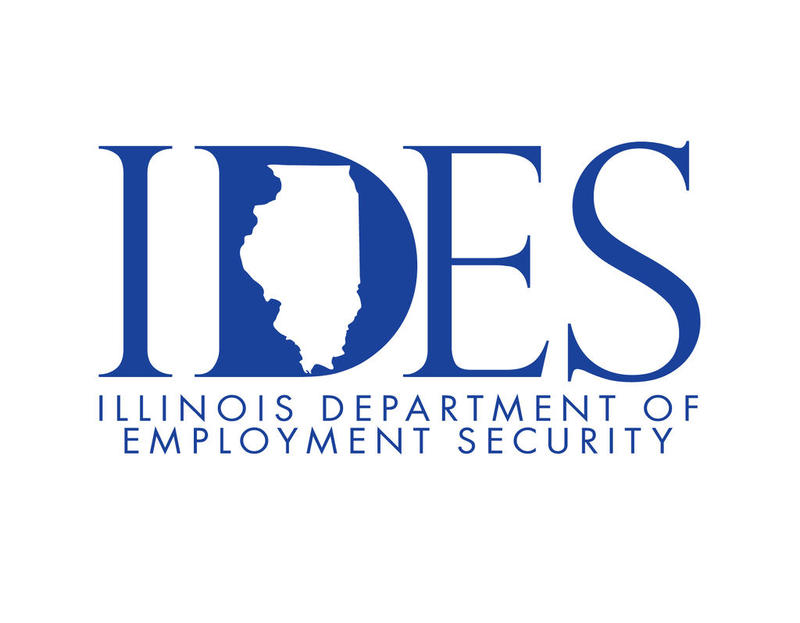 IDES
ILLINOIS DEPARTMENT OF
EMPLOYMENT SECURITY